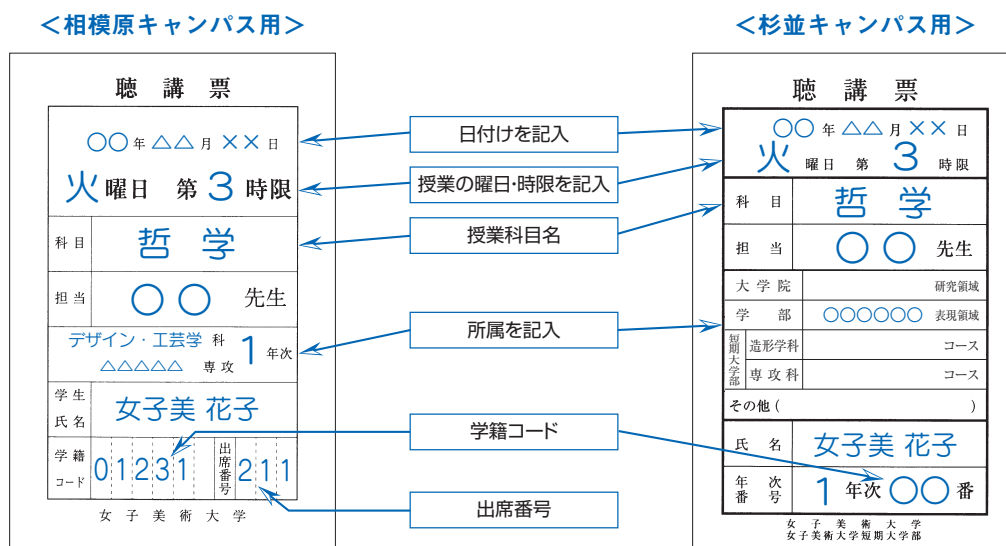 ＜相模原キャンパス用＞
聴講票
○○年△△月××日
火曜日 第3時限
科目 哲学
担当 ○○ 先生
デザイン・工芸学 科
△△△△△ 専攻
1 年次
学生
氏名
女子美 花子
学籍
コード
01231
出席番号
211
女子美術大学
日付けを記入
授業の曜日・時限を記入
授業科目名
所属を記入
学籍コード
出席番号
＜杉並キャンパス用＞
聴講票
○○年△△月××日
火曜日 第3時限
科目 哲学
担当 ○○ 先生
大学院 研究領域
学部 ○○○○○○ 表現領域
短期大学部
造形学科 コース
専攻科 コース
その他（ ）
氏名 女子美 花子
年次
番号
1 年次 ○○ 番
女子美術大学
女子美術大学短期大学部